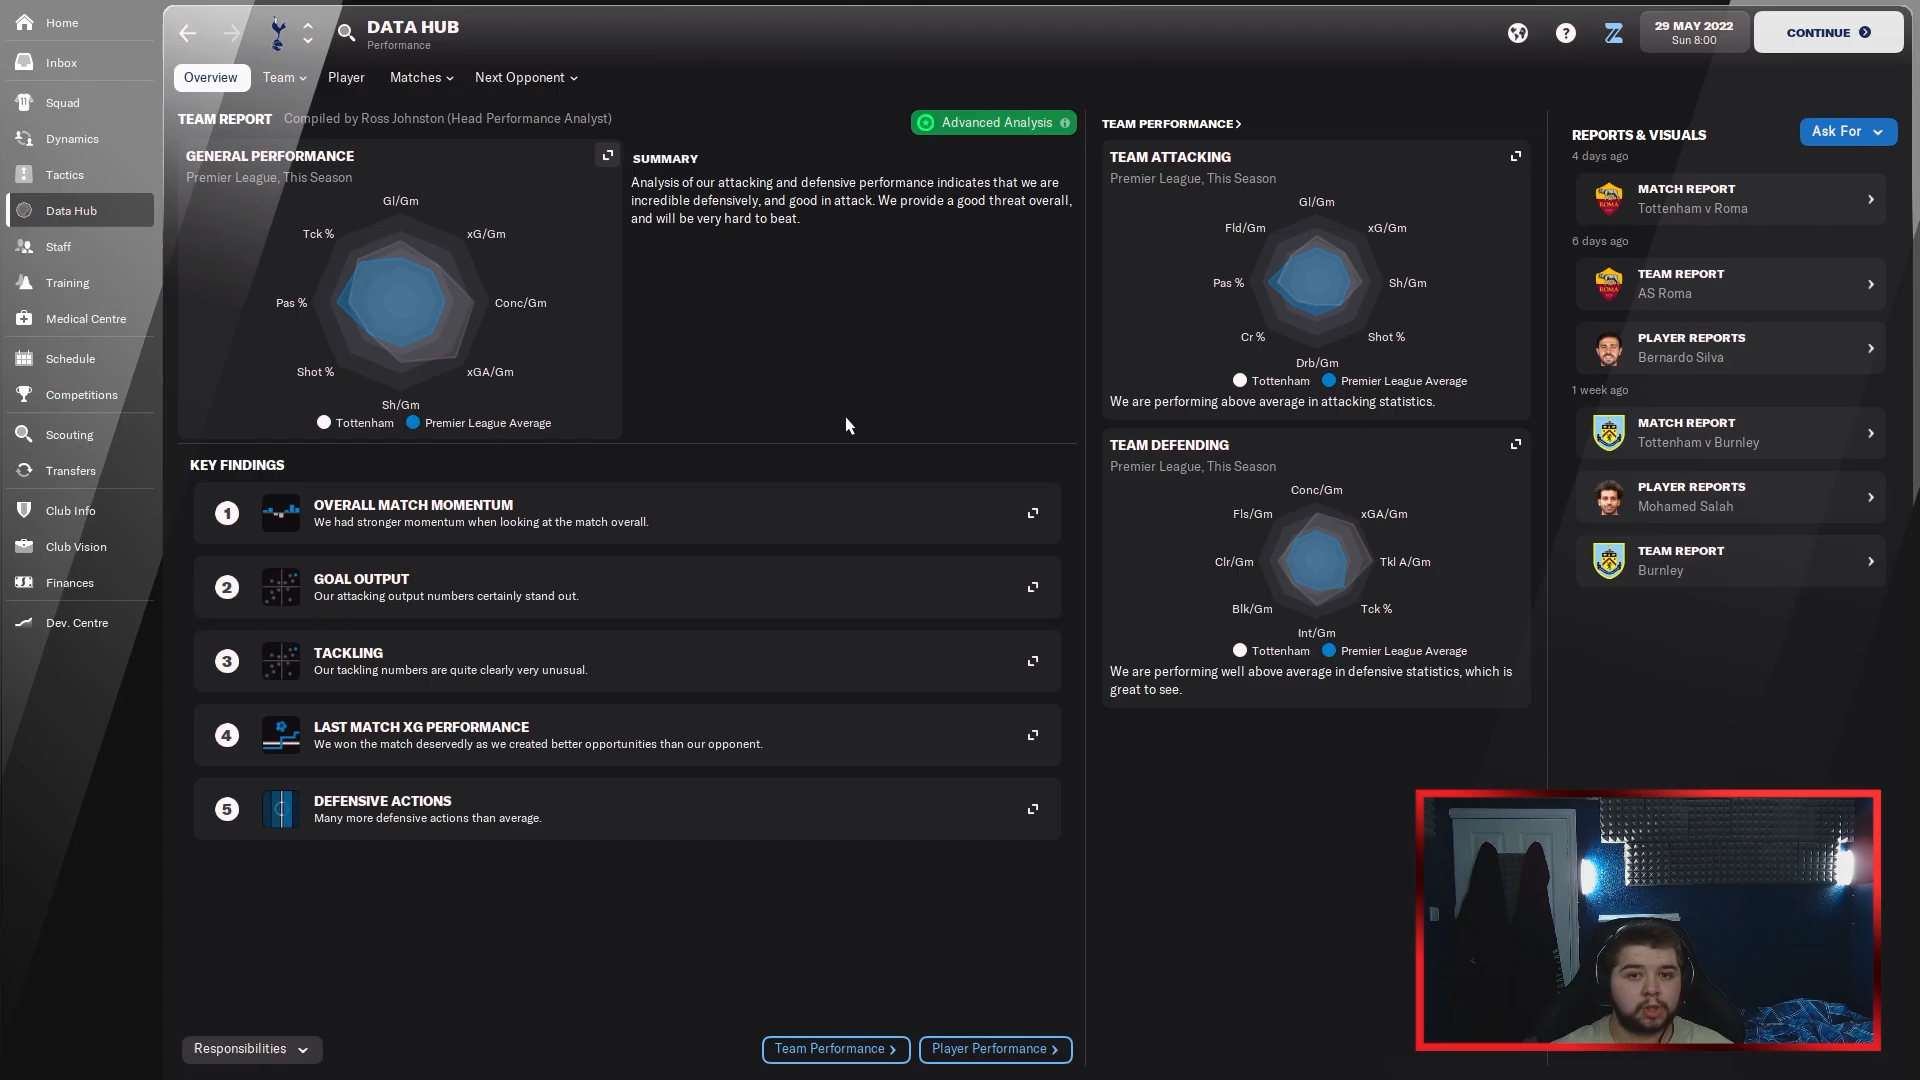 Home
Inbox
Squad
Dynamics
Tactics
Data Hub
Staff
Training
Medical Centre
Schedule
Competitions
Scouting
Transfers
Club Info
Club Vision
Finances
Dev. Centre
DATA HUB
Performance
29 MAY 2022
Sun 8:00
CONTINUE
Overview
Team
Player
Matches
Next Opponent
TEAM REPORT Compiled by Ross Johnston (Head Performance Analyst)
Advanced Analysis
GENERAL PERFORMANCE
Premier League, This Season
Gl/Gm
xG/Gm
Conc/Gm
xGA/Gm
Sh/Gm
Shot %
Pas %
Tck %
Tottenham
Premier League Average
SUMMARY
Analysis of our attacking and defensive performance indicates that we are
incredible defensively, and good in attack. We provide a good threat overall,
and will be very hard to beat.
KEY FINDINGS
1
OVERALL MATCH MOMENTUM
We had stronger momentum when looking at the match overall.
2
GOAL OUTPUT
Our attacking output numbers certainly stand out.
3
TACKLING
Our tackling numbers are quite clearly very unusual.
4
LAST MATCH XG PERFORMANCE
We won the match deservedly as we created better opportunities than our opponent.
5
DEFENSIVE ACTIONS
Many more defensive actions than average.
Responsibilities
Team Performance
Player Performance
TEAM PERFORMANCE
TEAM ATTACKING
Premier League, This Season
Gl/Gm
xG/Gm
Sh/Gm
Shot %
Drb/Gm
Cr %
Pas %
Fld/Gm
Tottenham
Premier League Average
We are performing above average in attacking statistics.
TEAM DEFENDING
Premier League, This Season
Conc/Gm
xGA/Gm
Tkl A/Gm
Tck %
Int/Gm
Blk/Gm
Clr/Gm
Fls/Gm
Tottenham
Premier League Average
We are performing well above average in defensive statistics, which is
great to see.
REPORTS & VISUALS
Ask For
4 days ago
MATCH REPORT
Tottenham v Roma
6 days ago
ROMA
TEAM REPORT
AS Roma
PLAYER REPORTS
Bernardo Silva
1 week ago
MATCH REPORT
Tottenham v Burnley
PLAYER REPORTS
Mohamed Salah
TEAM REPORT
Burnley